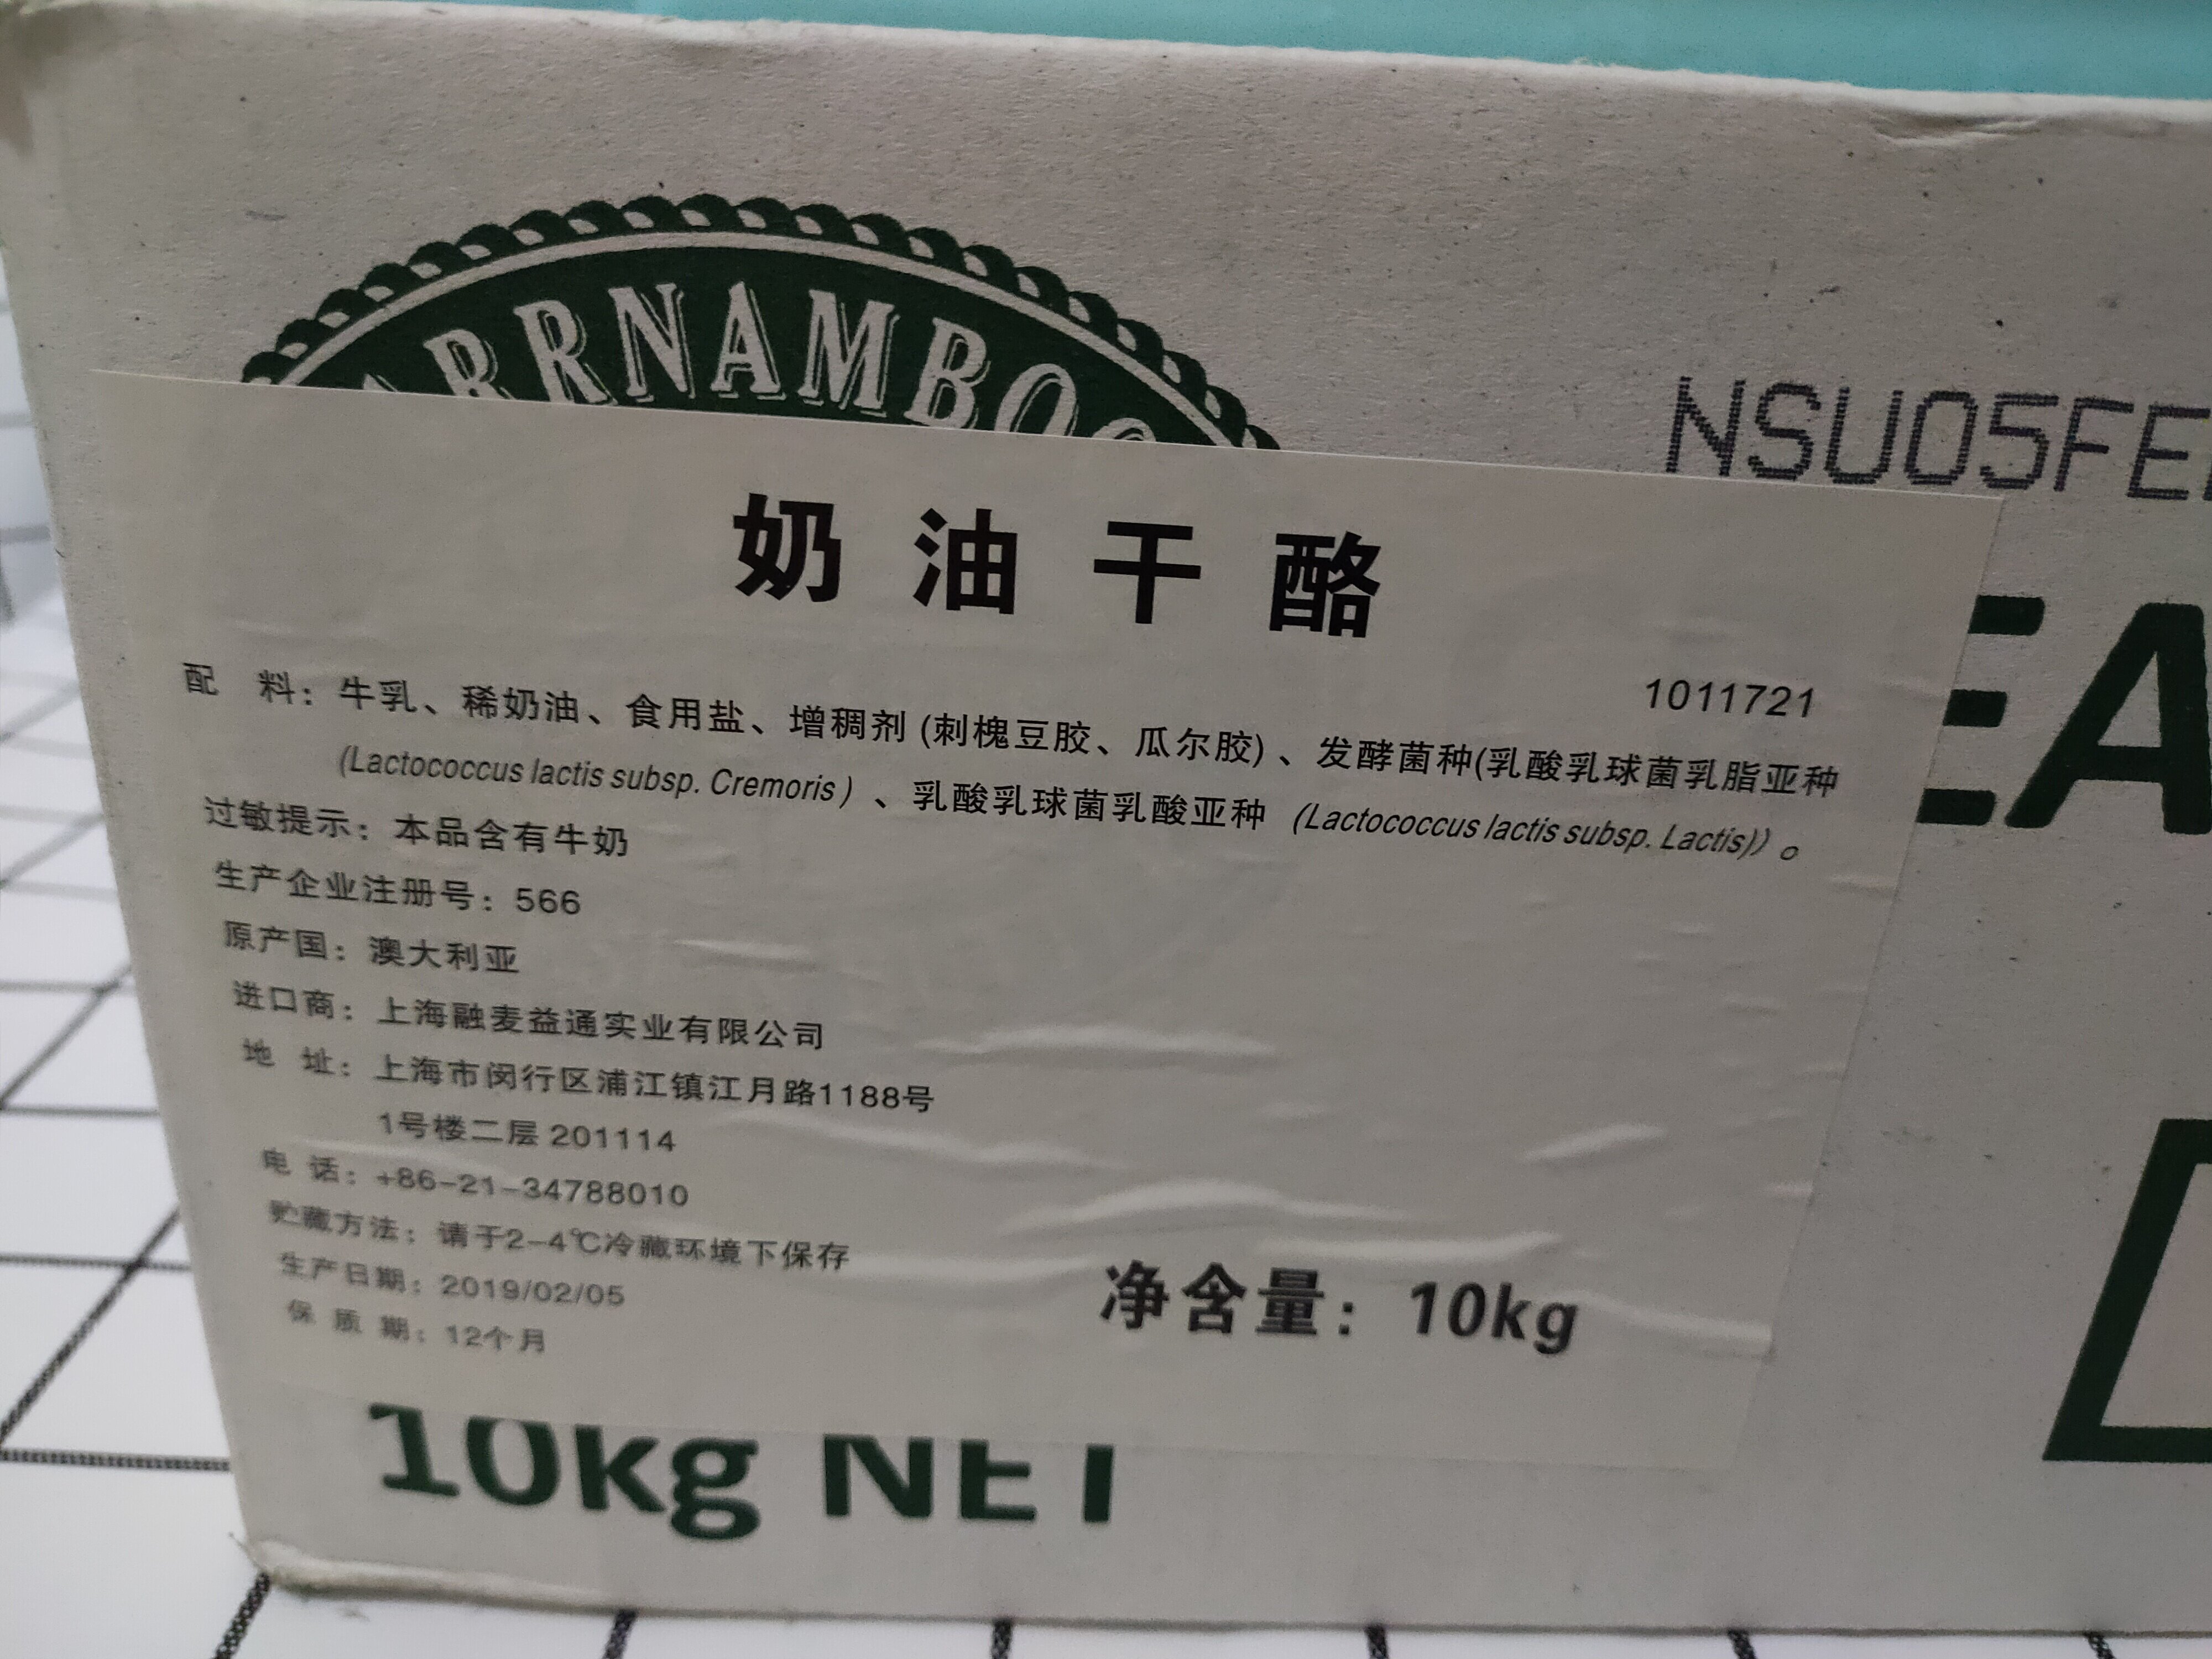 ARRNAMBOO
NSU05FE
奶油干酪
1011721
配 料：牛乳、稀奶油、食用盐、增稠剂(刺槐豆胶、瓜尔胶)、发酵菌种(乳酸乳球菌乳脂亚种
(Lactococcus lactis subsp. Cremoris)、乳酸乳球菌乳酸亚种 (Lactococcus lactis subsp. Lactis))。
EA
过敏提示：本品含有牛奶
生产企业注册号：566
原产国：澳大利亚
进口商：上海融麦益通实业有限公司
地 址：上海市闵行区浦江镇江月路1188号
1号楼二层 201114
电 话：+86-21-34788010
贮藏方法：请于2-4℃冷藏环境下保存
生产日期：2019/02/05
保 质 期：12个月
净含量：10kg
10kg NET